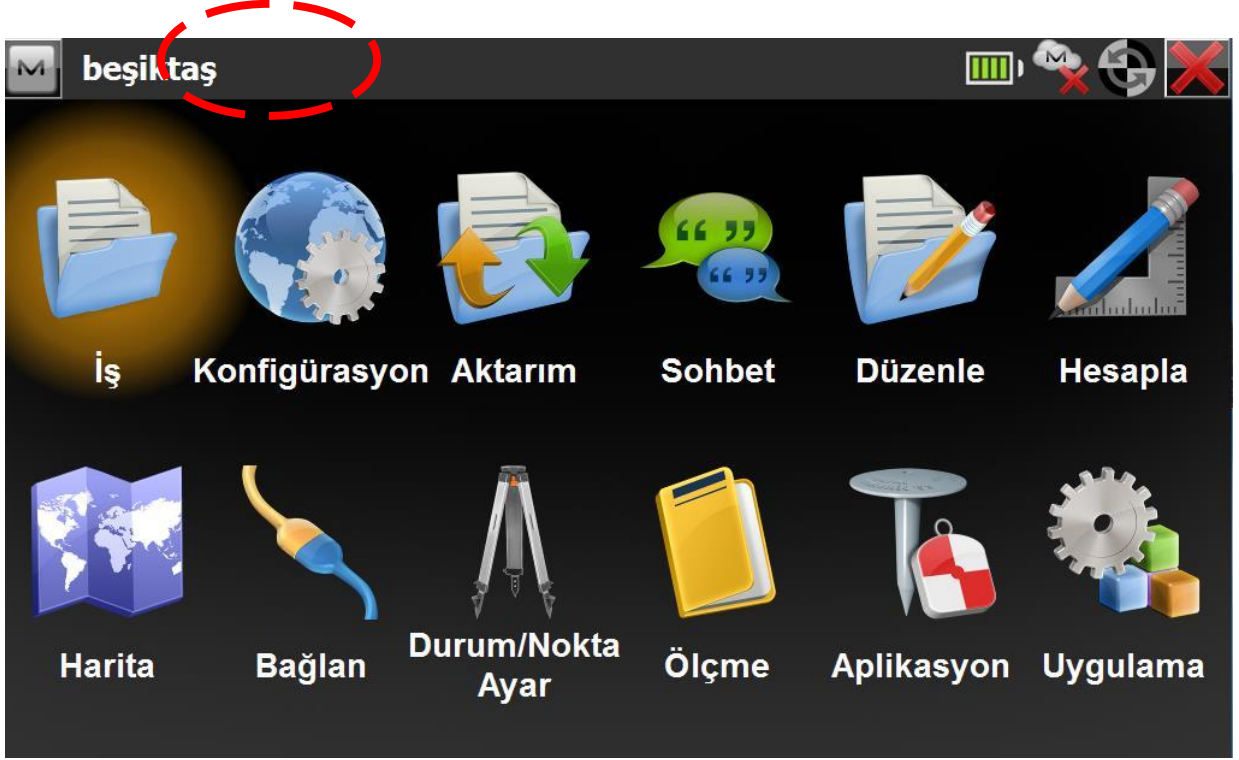 beşiktaş
İş Konfigürasyon Aktarım Sohbet Düzenle Hesapla
Harita Bağlan Durum/Nokta Ayar Ölçme Aplikasyon Uygulama